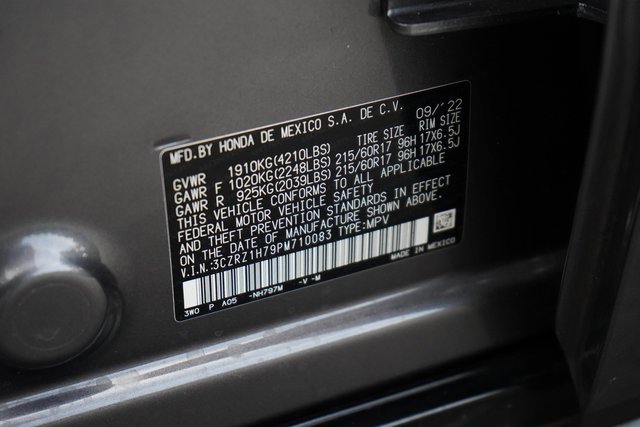 MFD.BY HONDA DE MEXICO S.A. DE C.V. 09/'22
GVWR 1910KG(4210LBS) TIRE SIZE RIM SIZE
GAWR F 1020KG(2248LBS) 215/60R17 96H 17X6.5J
GAWR R 925KG(2039LBS) 215/60R17 96H 17X6.5J
THIS VEHICLE CONFORMS TO ALL APPLICABLE
FEDERAL MOTOR VEHICLE SAFETY
PREVENTION STANDARDS IN EFFECT
ON THE DATE OF MANUFACTURE SHOWN ABOVE.
V.I.N.:3CZRZ1H79PM710083 TYPE:MPV
3W0 P A05 -NH797M -V -M MADE IN MEXICO